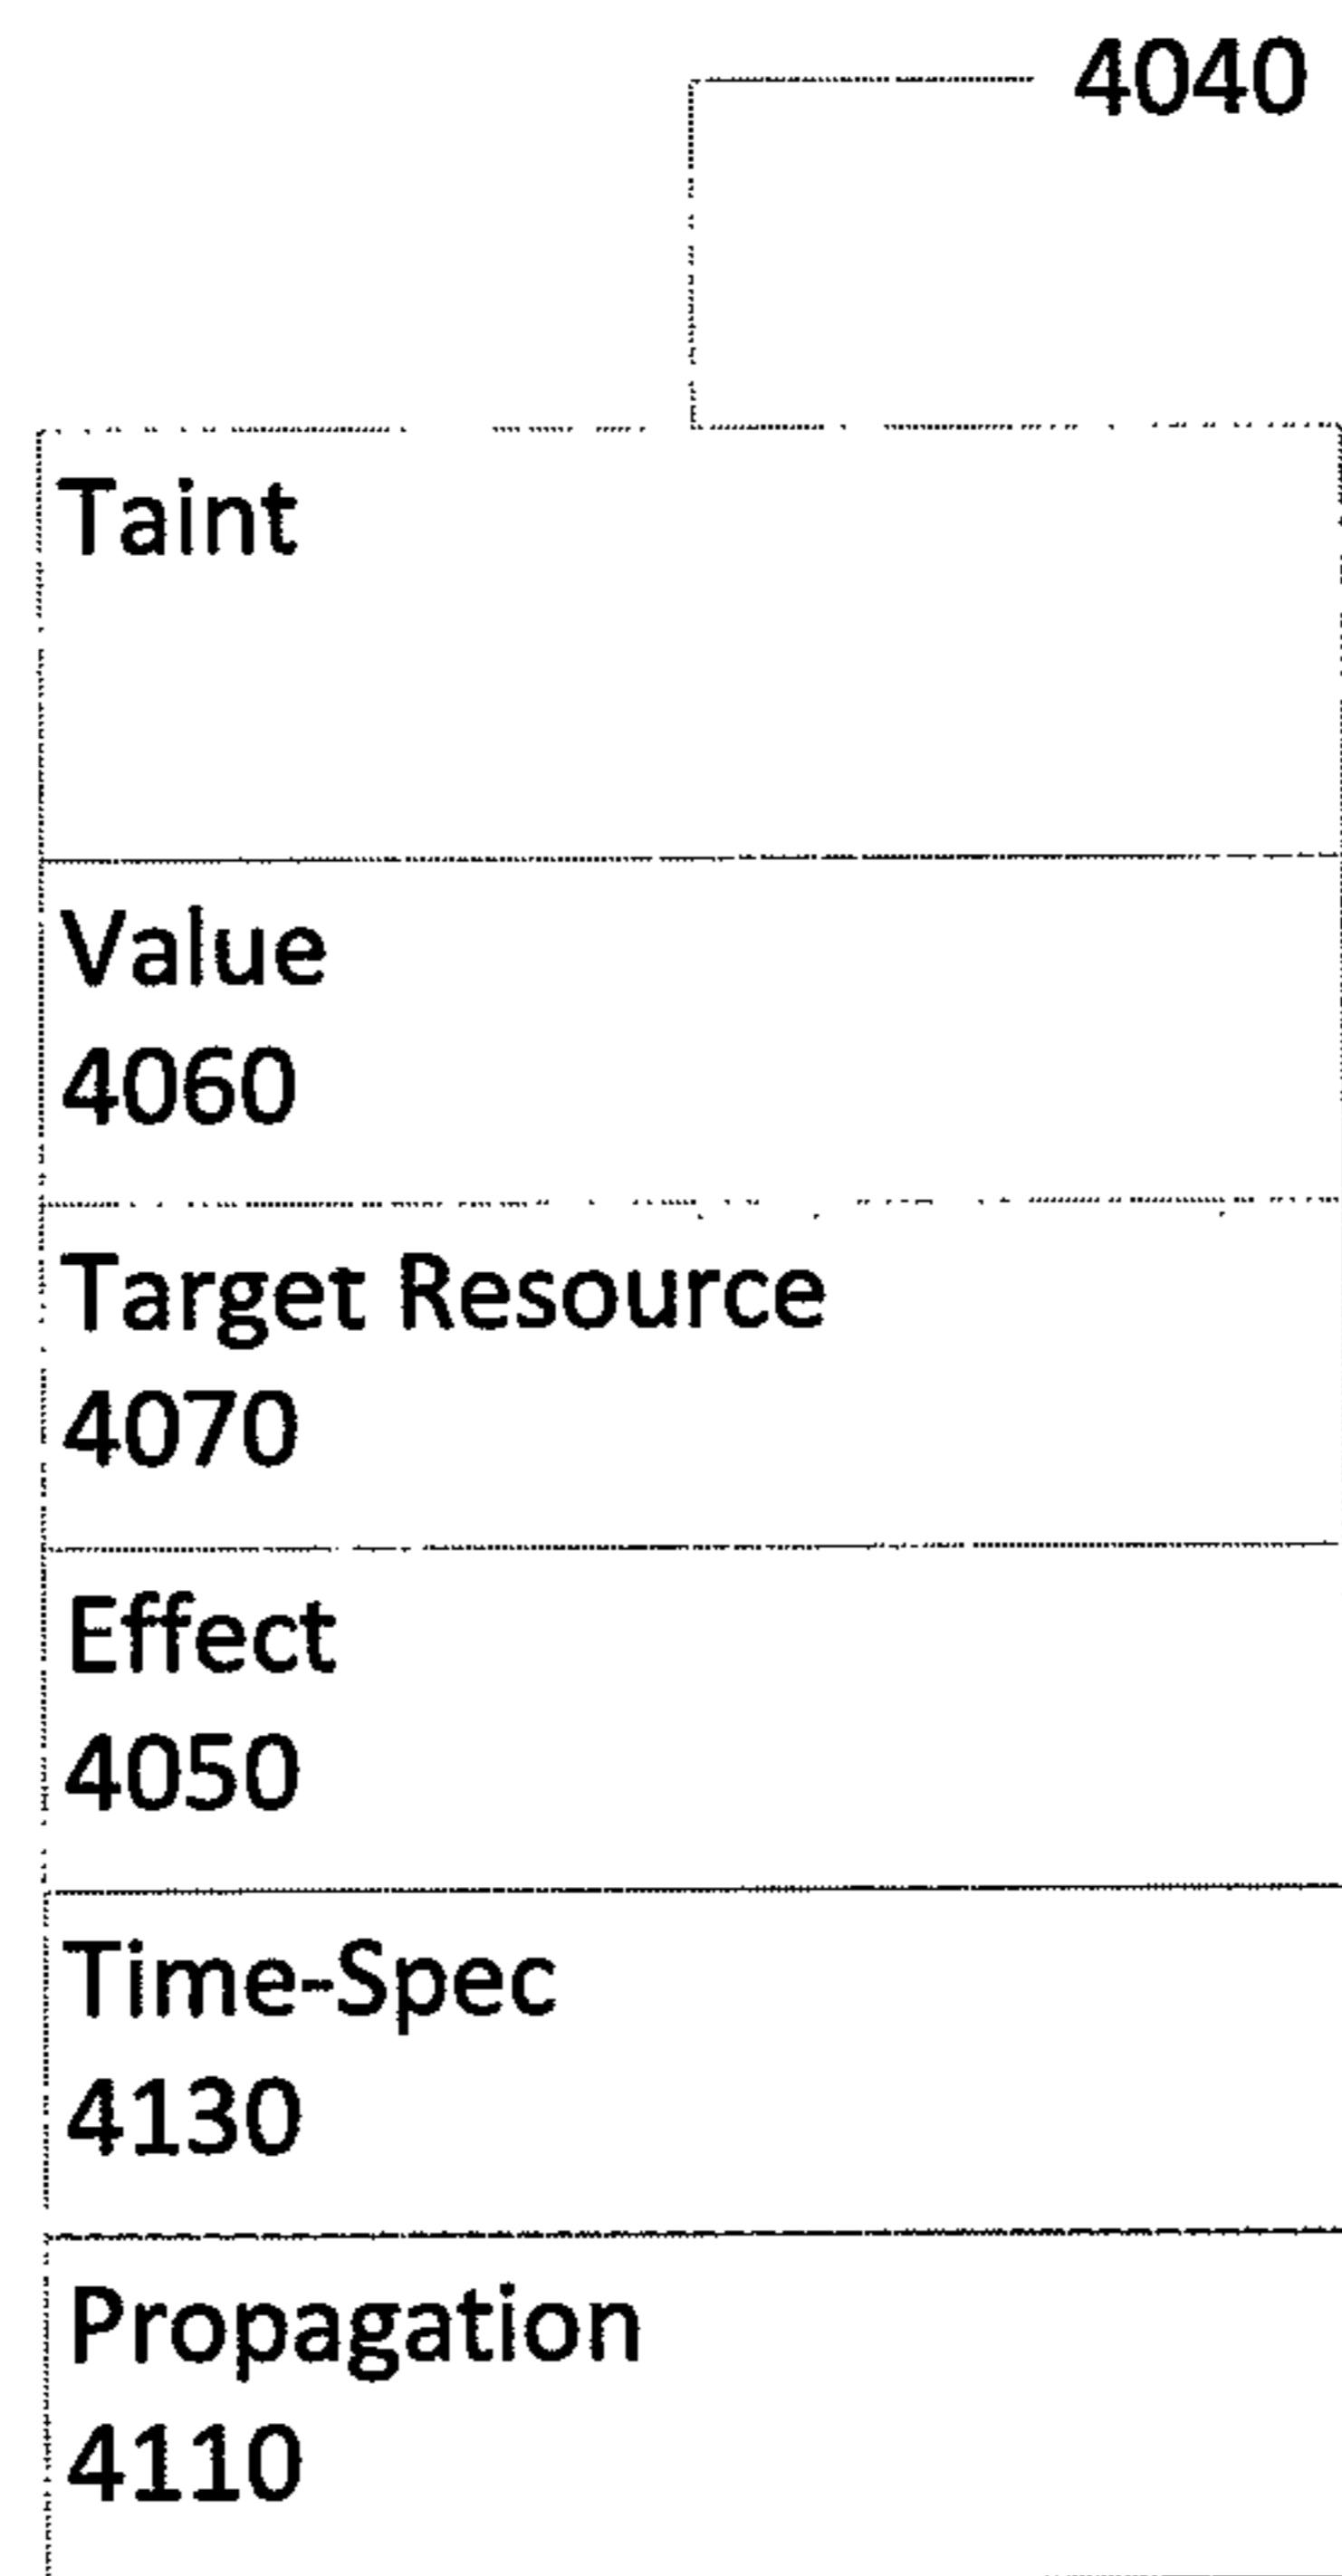 4040
Taint
Value
4060
Target Resource
4070
Effect
4050
Time-Spec
4130
Propagation
4110